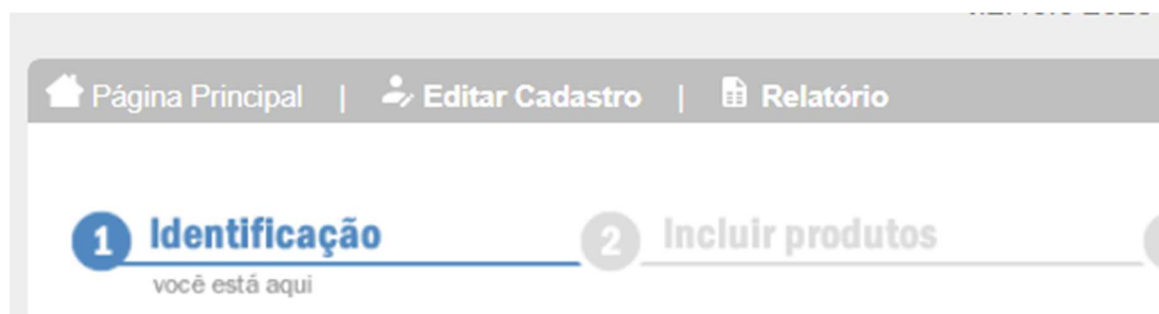 Página Principal | Editar Cadastro | Relatório
1 Identificação 2 Incluir produtos
você está aqui